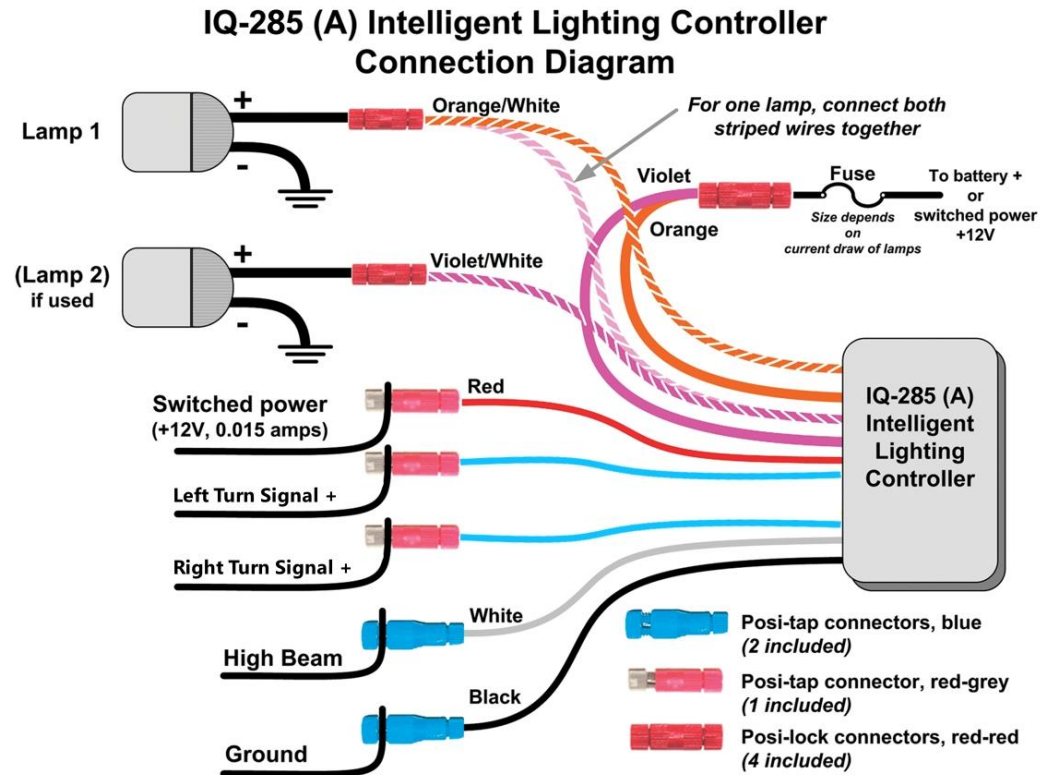 IQ-285 (A) Intelligent Lighting Controller
Connection Diagram
Lamp 1
+
-
Orange/White
For one lamp, connect both
striped wires together
Violet
Orange
Fuse
Size depends
on
current draw of lamps
To battery +
or
switched power
+12V
(Lamp 2)
if used
+
-
Violet/White
Switched power
(+12V, 0.015 amps)
Red
Left Turn Signal +
Right Turn Signal +
IQ-285 (A)
Intelligent
Lighting
Controller
High Beam
White
Ground
Black
Posi-tap connectors, blue
(2 included)
Posi-tap connector, red-grey
(1 included)
Posi-lock connectors, red-red
(4 included)